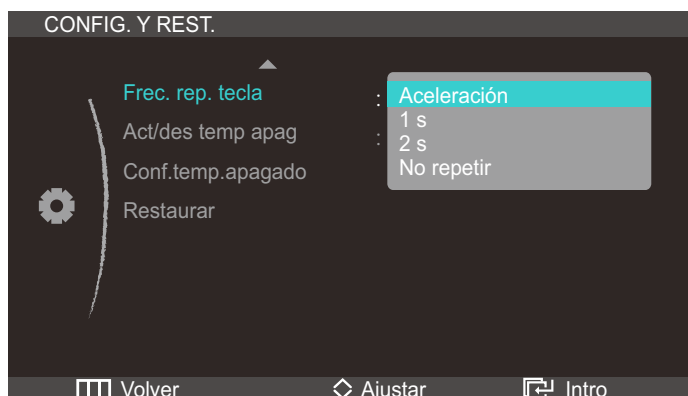 CONFIG. Y REST.
Frec. rep. tecla :
Aceleración
1 s
2 s
No repetir
Act/des temp apag :
Conf.temp.apagado
Restaurar
Volver Ajustar Intro